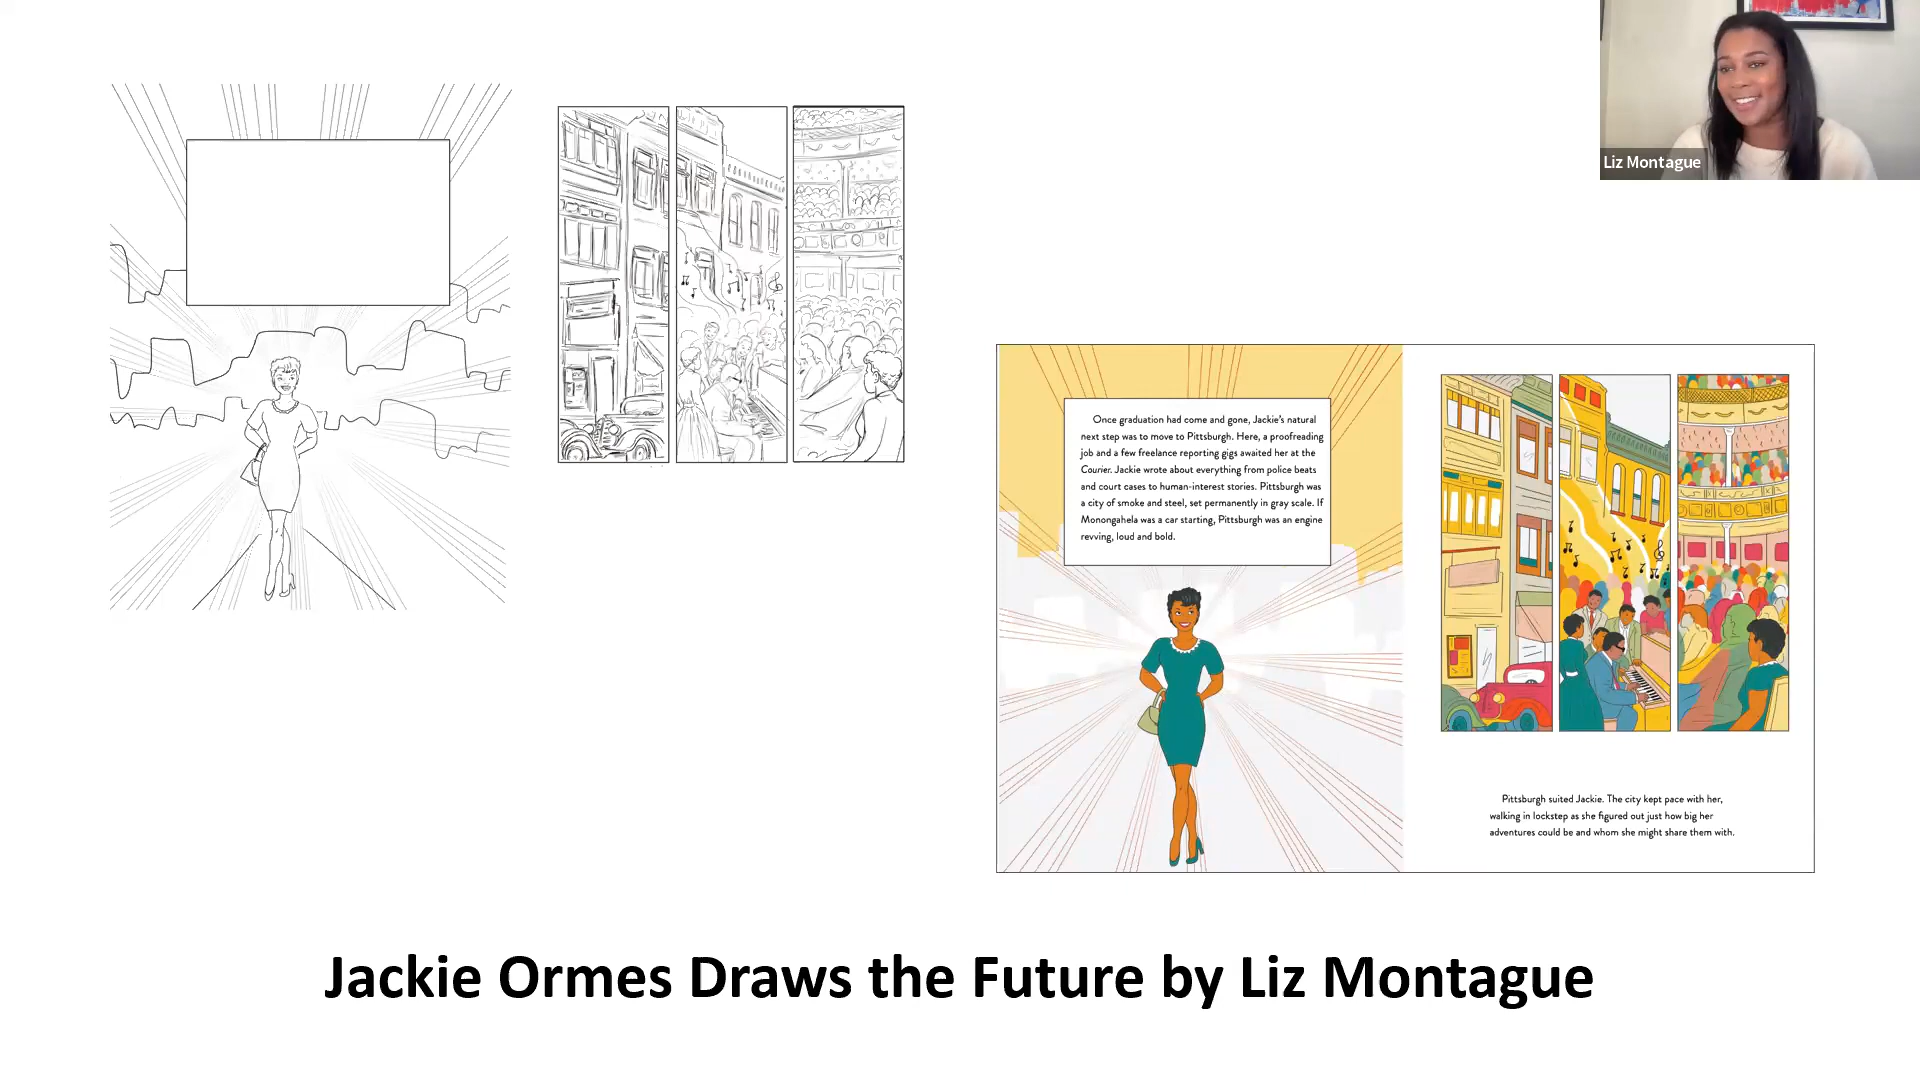 Liz Montague
Once graduation had come and gone, Jackie's natural
next step was to move to Pittsburgh. Here, a proofreading
job and a few freelance reporting gigs awaited her at the
Courier. Jackie wrote about everything from police beats
and court cases to human-interest stories. Pittsburgh was
a city of smoke and steel, set permanently in gray scale. If
Monongahela was a car starting, Pittsburgh was an engine
revving, loud and bold.
Pittsburgh suited Jackie. The city kept pace with her,
walking in lockstep as she figured out just how big her
adventures could be and whom she might share them with.
Jackie Ormes Draws the Future by Liz Montague